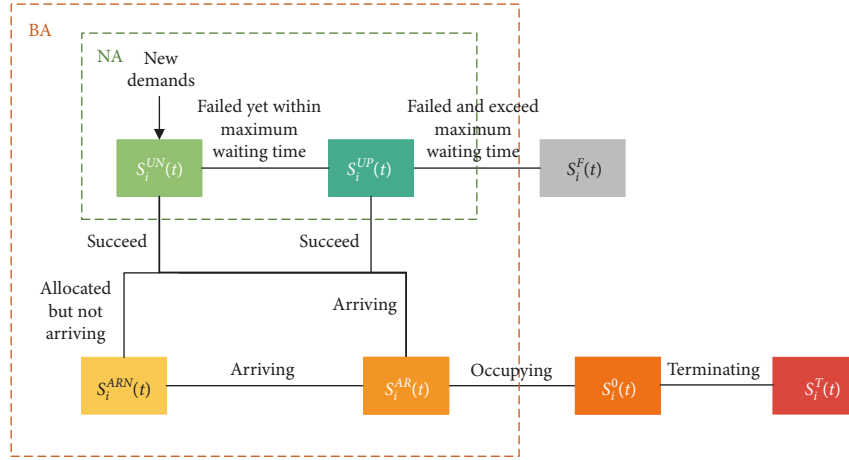 BA
NA
New
demands
Failed yet within
maximum
waiting time
Failed and exceed
maximum
waiting time
S_i^{UN}(t)
S_i^{UP}(t)
S_i^{F}(t)
Succeed
Succeed
Allocated
but not
arriving
Arriving
S_i^{ARN}(t)
Arriving
S_i^{AR}(t)
Occupying
S_i^{0}(t)
Terminating
S_i^{T}(t)